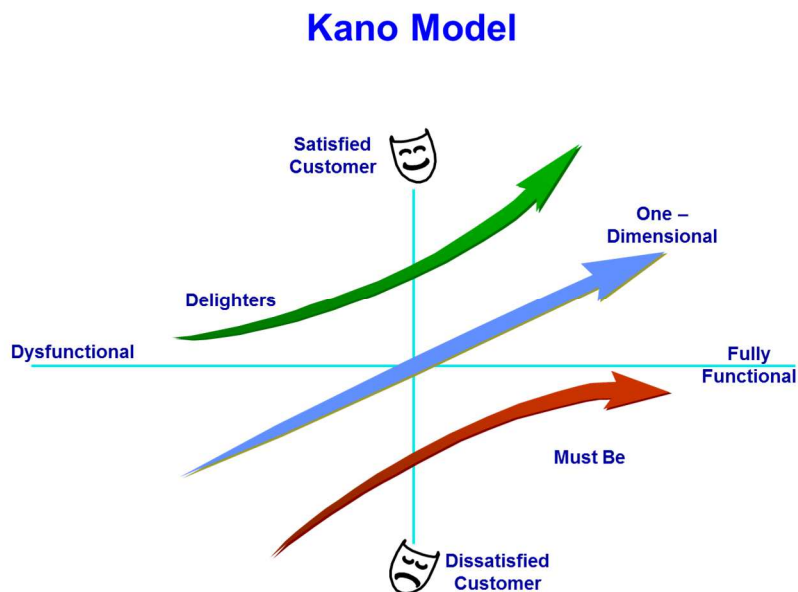 Kano Model
Satisfied
Customer
One –
Dimensional
Delighters
Dysfunctional
Fully
Functional
Must Be
Dissatisfied
Customer